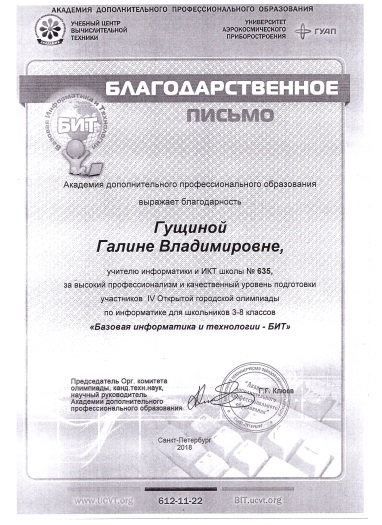 АКАДЕМИЯ ДОПОЛНИТЕЛЬНОГО ПРОФЕССИОНАЛЬНОГО ОБРАЗОВАНИЯ
УЧЕБНЫЙ ЦЕНТР
ВЫЧИСЛИТЕЛЬНОЙ
ТЕХНИКИ
УНИВЕРСИТЕТ
АЭРОКОСМИЧЕСКОГО
ПРИБОРОСТРОЕНИЯ
ГУАП
БЛАГОДАРСТВЕННОЕ
ПИСЬМО
Базовая Информатика и Технологии
БИТ
Академия дополнительного профессионального образования
выражает благодарность
Гущиной
Галине Владимировне,
учителю информатики и ИКТ школы № 635,
за высокий профессионализм и качественный уровень подготовки
участников IV Открытой городской олимпиады
по информатике для школьников 3-8 классов
«Базовая информатика и технологии - БИТ»
Председатель Орг. комитета
олимпиады, канд.техн.наук,
научный руководитель
Академии дополнительного
профессионального образования
Г.Г. Клюев
Санкт-Петербург
2018
www.ucvt.org
612-11-22
BIT.ucvt.org